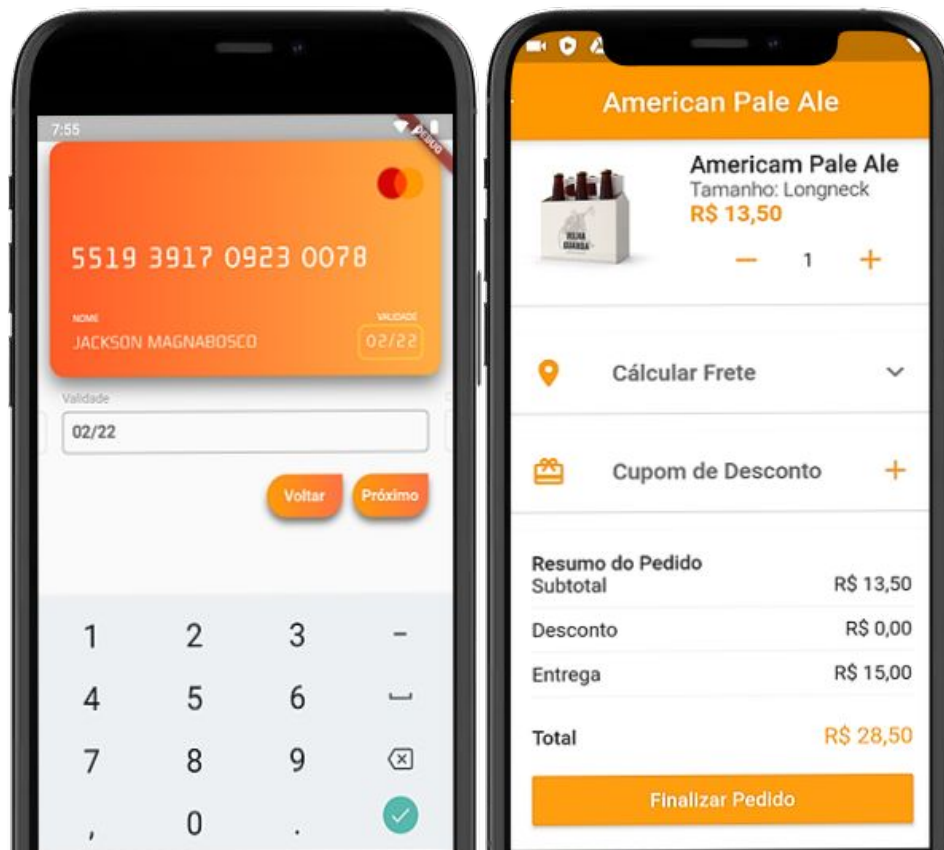 7:55
DEBUG
5519 3917 0923 0078
NOME
VALIDADE
JACKSON MAGNABOSCO
02/22
Validade
02/22
Voltar
Próximo
1 2 3 -
4 5 6
7 8 9
, 0 .
American Pale Ale
Americam Pale Ale
Tamanho: Longneck
R$ 13,50
− 1 +
Cálcular Frete
Cupom de Desconto +
Resumo do Pedido
Subtotal R$ 13,50
Desconto R$ 0,00
Entrega R$ 15,00
Total R$ 28,50
Finalizar Pedido